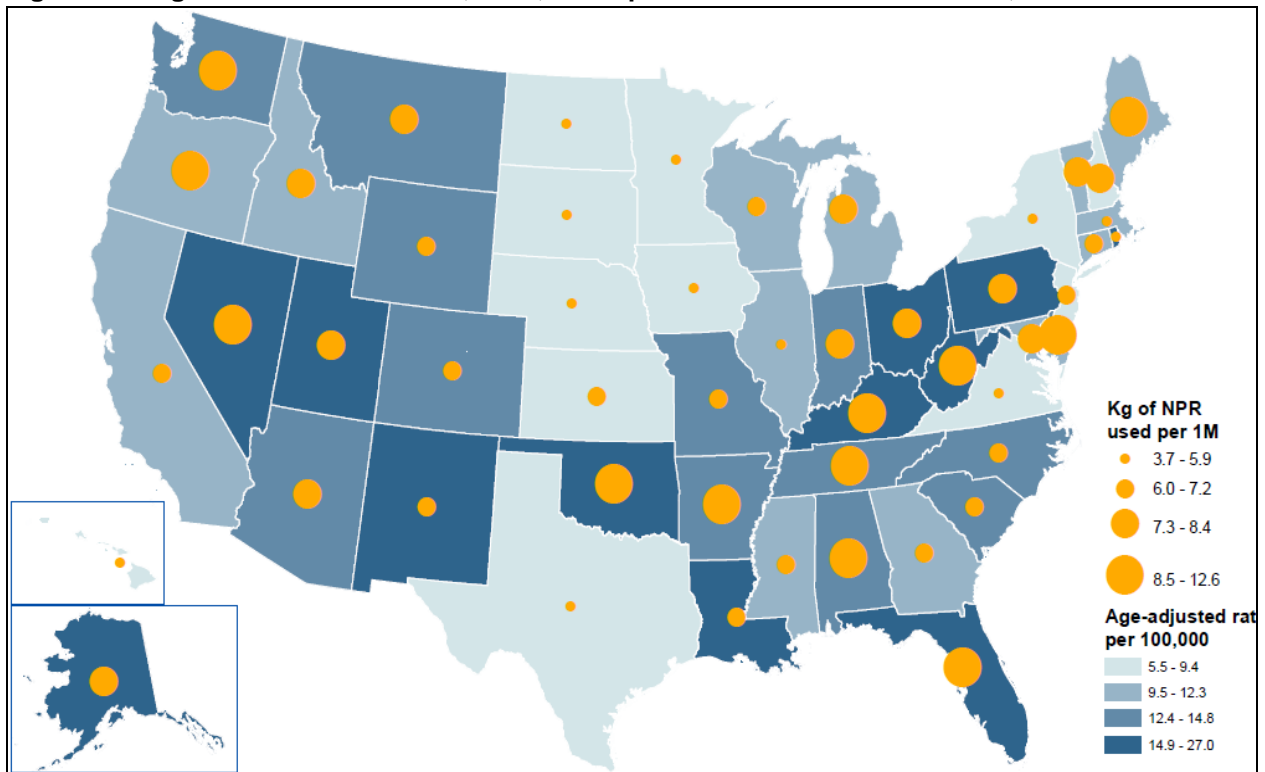 Kg of NPR
used per 1M
3.7 - 5.9
6.0 - 7.2
7.3 - 8.4
8.5 - 12.6
Age-adjusted rat
per 100,000
5.5 - 9.4
9.5 - 12.3
12.4 - 14.8
14.9 - 27.0